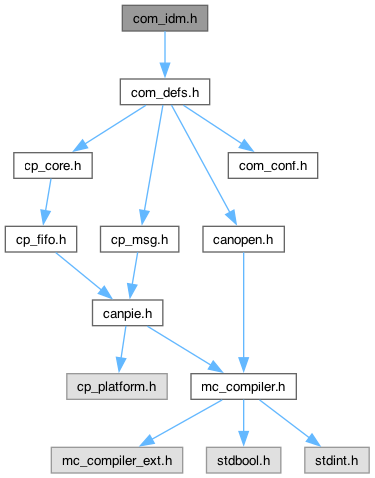 com_idm.h
com_defs.h
cp_core.h
com_conf.h
cp_fifo.h
cp_msg.h
canopen.h
canpie.h
cp_platform.h
mc_compiler.h
mc_compiler_ext.h
stdbool.h
stdint.h